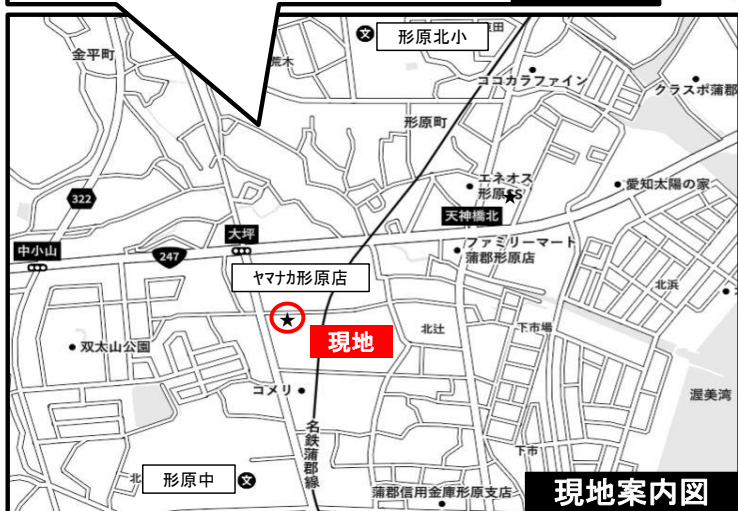 形原北小
金平町
荒木
ココカラファイン
クラスポ蒲郡
形原町
エネオス
形原SS
愛知太陽の家
322
天神橋北
大坪
中小山
247
ファミリーマート
蒲郡形原店
ヤマナカ形原店
北浜
現地
北辻
下市場
双太山公園
コメリ
渥美湾
名鉄蒲郡線
下市
形原中
蒲郡信用金庫形原支店
現地案内図